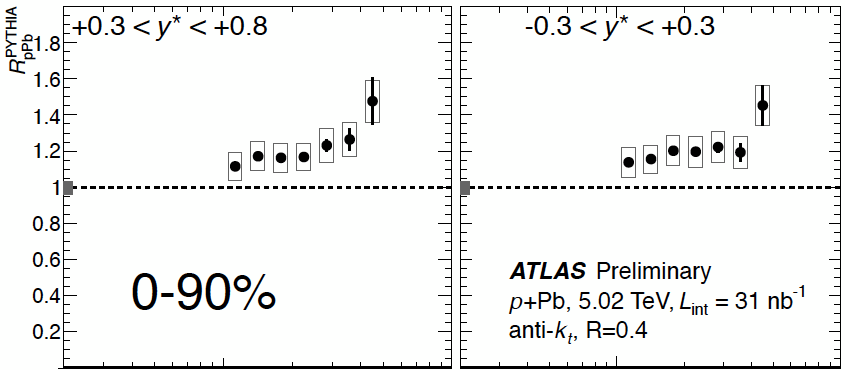 R_pPb^PYTHIA
+0.3 < y* < +0.8
-0.3 < y* < +0.3
1.8
1.6
1.4
1.2
1
0.8
0.6
0.4
0.2
0-90%
ATLAS Preliminary
p+Pb, 5.02 TeV, L_int = 31 nb^-1
anti-k_t, R=0.4